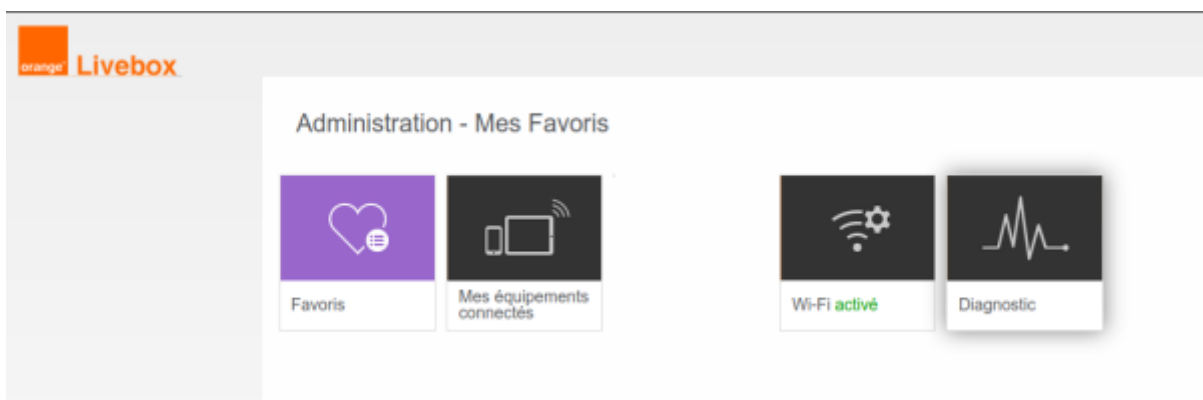 orange
Livebox
Administration - Mes Favoris
Favoris
Mes équipements
connectés
Wi-Fi activé
Diagnostic